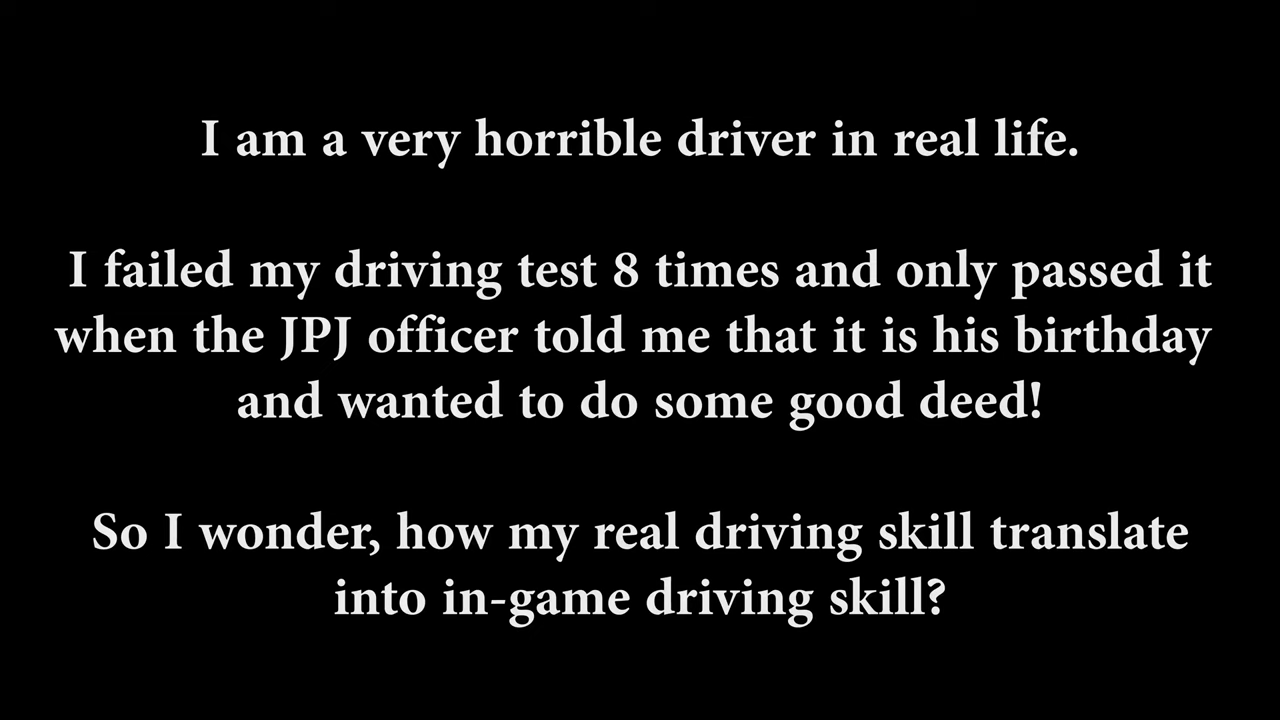 I am a very horrible driver in real life.
I failed my driving test 8 times and only passed it
when the JPJ officer told me that it is his birthday
and wanted to do some good deed!
So I wonder, how my real driving skill translate
into in-game driving skill?